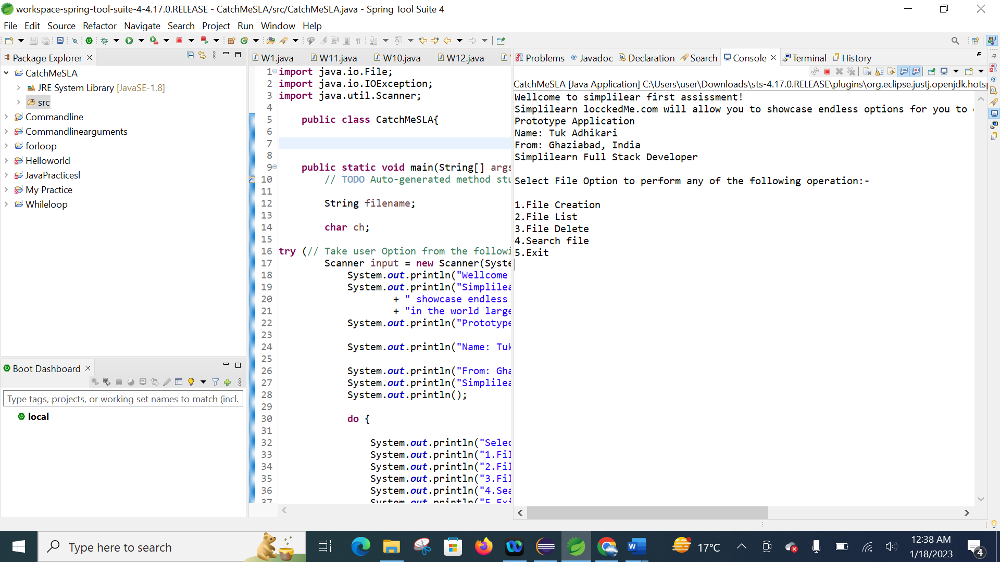 workspace-spring-tool-suite-4-4.17.0.RELEASE - CatchMeSLA/src/CatchMeSLA.java - Spring Tool Suite 4
File Edit Source Refactor Navigate Search Project Run Window Help
Package Explorer
CatchMeSLA
JRE System Library [JavaSE-1.8]
src
Commandline
Commandlinearguments
forloop
Helloworld
JavaPracticesl
My Practice
Whileloop
Boot Dashboard
Type tags, projects, or working set names to match (incl.
local
W1.java W11.java W10.java W12.java
1 import java.io.File;
2 import java.io.IOException;
3 import java.util.Scanner;
4
5 public class CatchMeSLA{
6
7
8
9 public static void main(String[] args
10 // TODO Auto-generated method stu
11
12 String filename;
13
14 char ch;
15
16 try (// Take user Option from the followi
17 Scanner input = new Scanner(Syste
18 System.out.println("Wellcome
19 System.out.println("Simplilea
20 + " showcase endless
21 + "in the world large
22 System.out.println("Prototype
23
24 System.out.println("Name: Tuk
25
26 System.out.println("From: Gha
27 System.out.println("Simplilea
28 System.out.println();
29
30 do {
31
32 System.out.println("Selec
33 System.out.println("1.Fil
34 System.out.println("2.Fil
35 System.out.println("3.Fil
36 System.out.println("4.Sea
37 System.out.println("5.Exi
Problems Javadoc Declaration Search Console Terminal History
CatchMeSLA [Java Application] C:\Users\user\Downloads\sts-4.17.0.RELEASE\plugins\org.eclipse.justj.openjdk.hotsp
Wellcome to simplilear first assissment!
Simplilearn locckedMe.com will allow you to showcase endless options for you to
Prototype Application
Name: Tuk Adhikari
From: Ghaziabad, India
Simplilearn Full Stack Developer
Select File Option to perform any of the following operation:-
1.File Creation
2.File List
3.File Delete
4.Search file
5.Exit
Type here to search
17°C
12:38 AM
1/18/2023
4